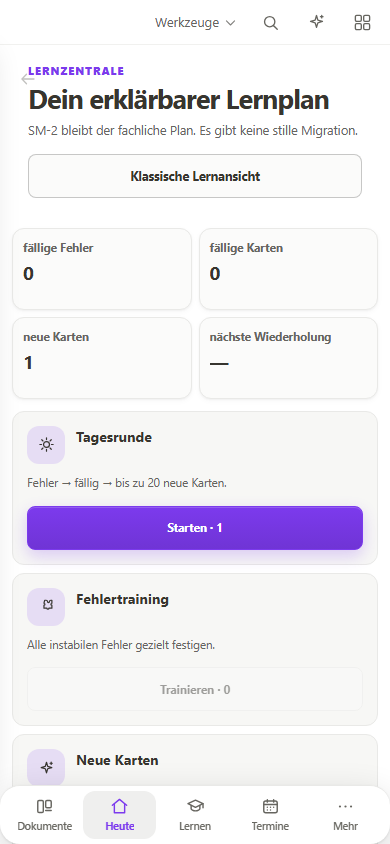 Werkzeuge
LERNZENTRALE
Dein erklärbarer Lernplan
SM-2 bleibt der fachliche Plan. Es gibt keine stille Migration.
Klassische Lernansicht
fällige Fehler
0
fällige Karten
0
neue Karten
1
nächste Wiederholung
—
Tagesrunde
Fehler → fällig → bis zu 20 neue Karten.
Starten · 1
Fehlertraining
Alle instabilen Fehler gezielt festigen.
Trainieren · 0
Neue Karten
Dokumente
Heute
Lernen
Termine
Mehr